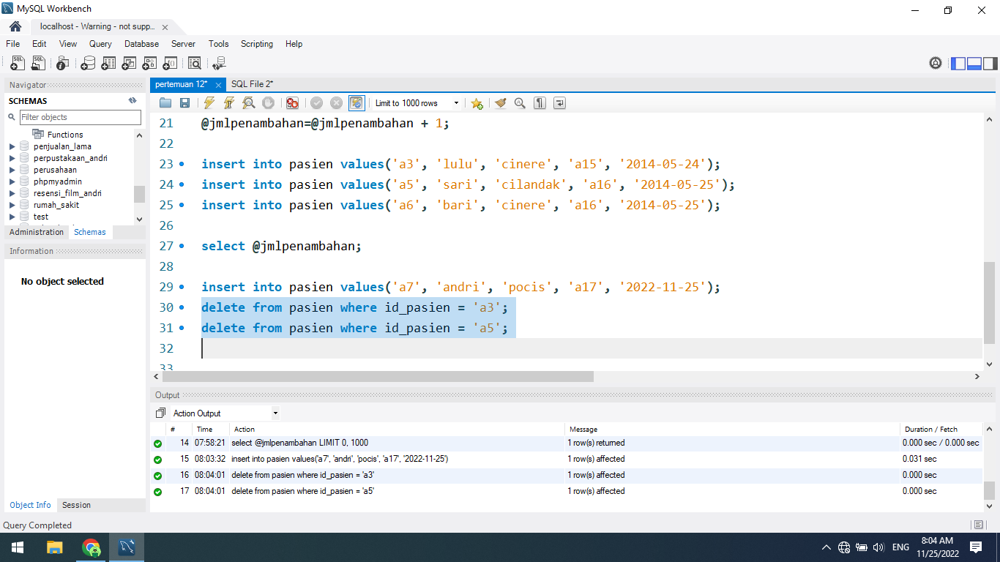 MySQL Workbench
localhost - Warning - not supp...
File Edit View Query Database Server Tools Scripting Help
Navigator
SCHEMAS
Filter objects
Functions
penjualan_lama
perpustakaan_andri
perusahaan
phpmyadmin
resensi_film_andri
rumah_sakit
test
Administration Schemas
Information
No object selected
Object Info Session
pertemuan 12* SQL File 2*
Limit to 1000 rows
21 @jmlpenambahan=@jmlpenambahan + 1;
22
23 insert into pasien values('a3', 'lulu', 'cinere', 'a15', '2014-05-24');
24 insert into pasien values('a5', 'sari', 'cilandak', 'a16', '2014-05-25');
25 insert into pasien values('a6', 'bari', 'cinere', 'a16', '2014-05-25');
26
27 select @jmlpenambahan;
28
29 insert into pasien values('a7', 'andri', 'pocis', 'a17', '2022-11-25');
30 delete from pasien where id_pasien = 'a3';
31 delete from pasien where id_pasien = 'a5';
32
33
Output
Action Output
# Time Action Message Duration / Fetch
14 07:58:21 select @jmlpenambahan LIMIT 0, 1000 1 row(s) returned 0.000 sec / 0.000 sec
15 08:03:32 insert into pasien values('a7', 'andri', 'pocis', 'a17', '2022-11-25') 1 row(s) affected 0.031 sec
16 08:04:01 delete from pasien where id_pasien = 'a3' 1 row(s) affected 0.000 sec
17 08:04:01 delete from pasien where id_pasien = 'a5' 1 row(s) affected 0.000 sec
Query Completed
ENG
8:04 AM
11/25/2022